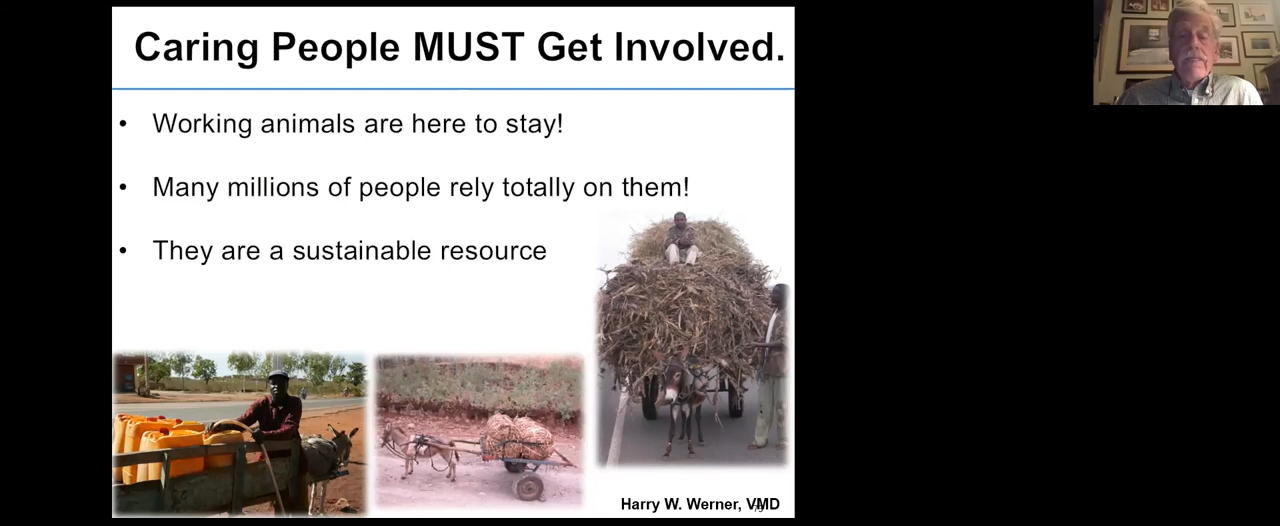 Caring People MUST Get Involved.
• Working animals are here to stay!
• Many millions of people rely totally on them!
• They are a sustainable resource
Harry W. Werner, VMD